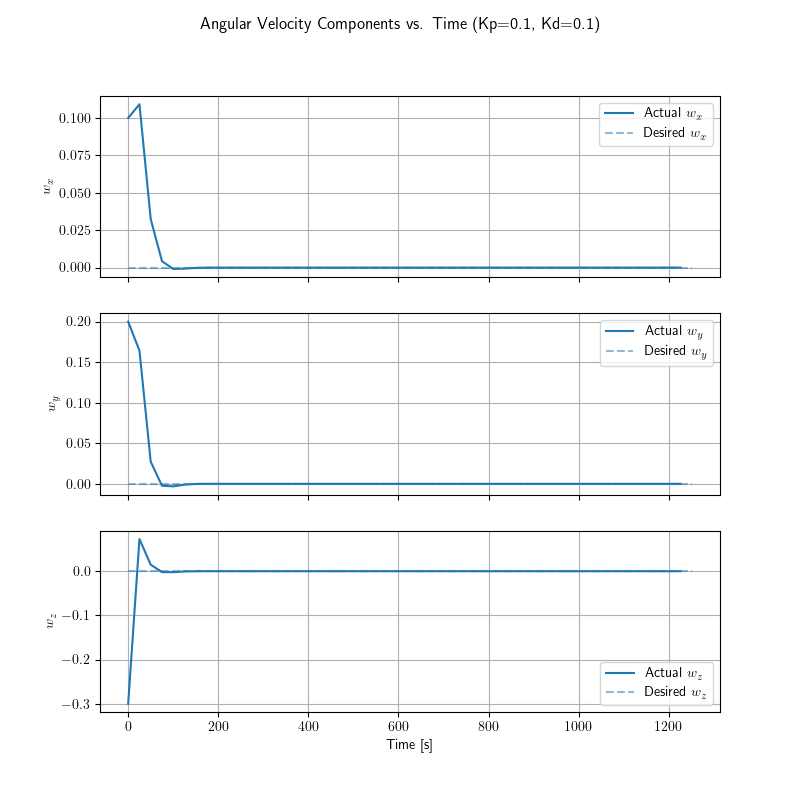 Angular Velocity Components vs. Time (Kp=0.1, Kd=0.1)
0.100
0.075
0.050
0.025
0.000
w_x
Actual w_x
Desired w_x
0.20
0.15
0.10
0.05
0.00
w_y
Actual w_y
Desired w_y
0.0
−0.1
−0.2
−0.3
w_z
Actual w_z
Desired w_z
0 200 400 600 800 1000 1200
Time [s]